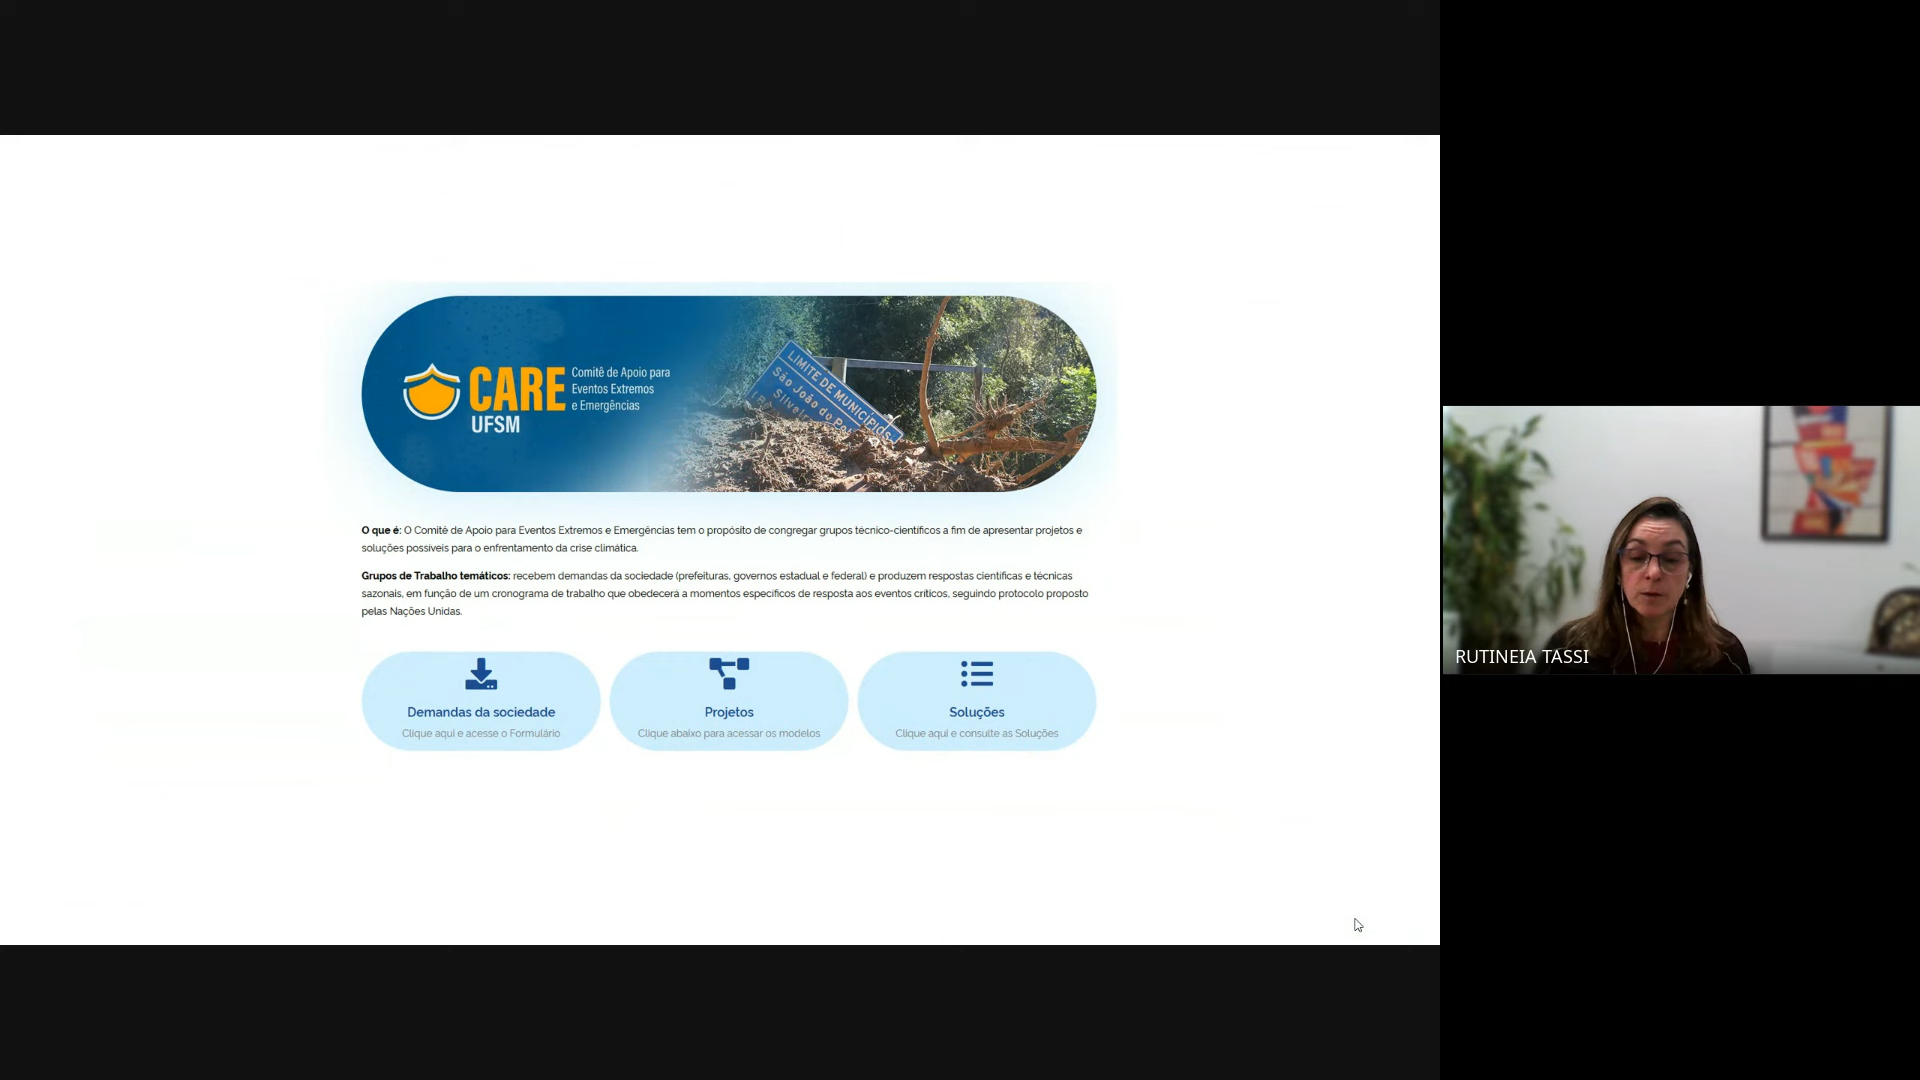 CARE
UFSM
Comitê de Apoio para
Eventos Extremos
e Emergências
LIMITE DE MUNICÍPIOS
São João do
O que é: O Comitê de Apoio para Eventos Extremos e Emergências tem o propósito de congregar grupos técnico-científicos a fim de apresentar projetos e
soluções possíveis para o enfrentamento da crise climática.
Grupos de Trabalho temáticos: recebem demandas da sociedade (prefeituras, governos estadual e federal) e produzem respostas científicas e técnicas
sazonais, em função de um cronograma de trabalho que obedecerá a momentos específicos de resposta aos eventos críticos, seguindo protocolo proposto
pelas Nações Unidas.
Demandas da sociedade
Clique aqui e acesse o Formulário
Projetos
Clique abaixo para acessar os modelos
Soluções
Clique aqui e consulte as Soluções
RUTINEIA TASSI